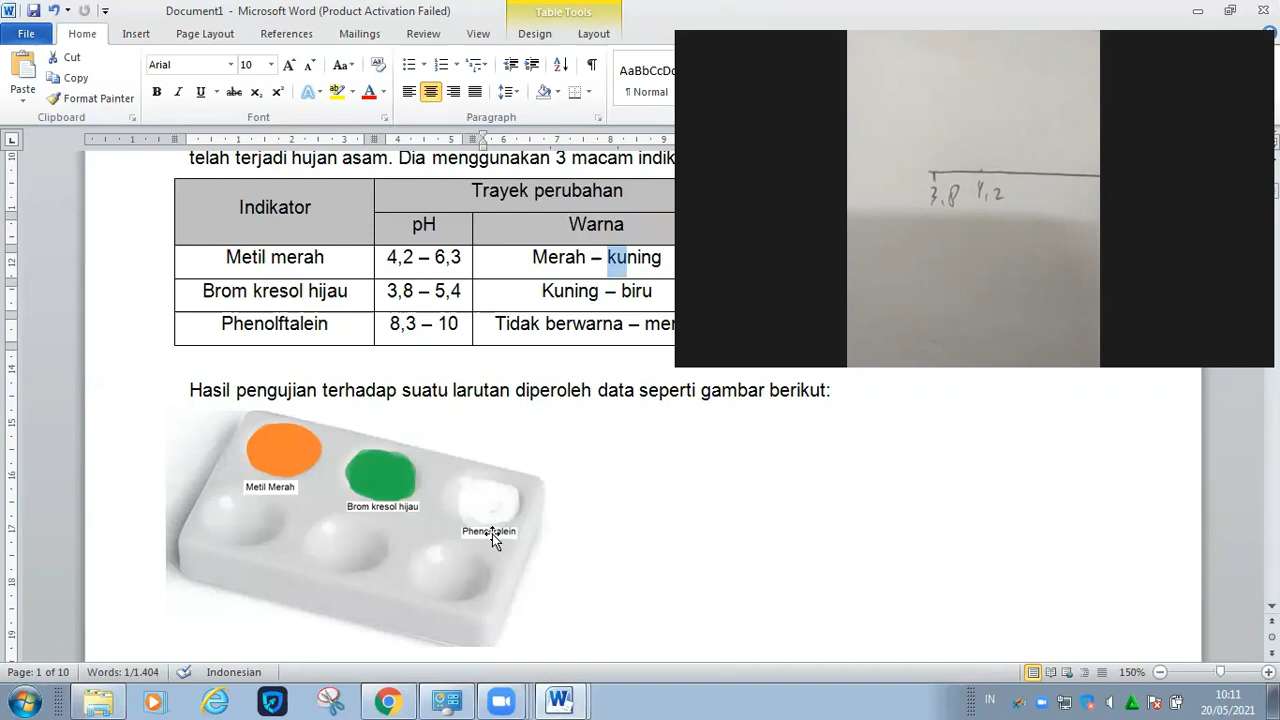 Document1 - Microsoft Word (Product Activation Failed)
Table Tools
File
Home
Insert
Page Layout
References
Mailings
Review
View
Design
Layout
Paste
Cut
Copy
Format Painter
Clipboard
Arial
10
Font
Paragraph
AaBbCcDc
¶ Normal
telah terjadi hujan asam. Dia menggunakan 3 macam indik
Indikator
Trayek perubahan
pH
Warna
Metil merah
4,2 – 6,3
Merah – kuning
Brom kresol hijau
3,8 – 5,4
Kuning – biru
Phenolftalein
8,3 – 10
Tidak berwarna – mer
3,8 4,2
Hasil pengujian terhadap suatu larutan diperoleh data seperti gambar berikut:
Metil Merah
Brom kresol hijau
Page: 1 of 10
Words: 1/1.404
Indonesian
150%
IN
10:11
20/05/2021